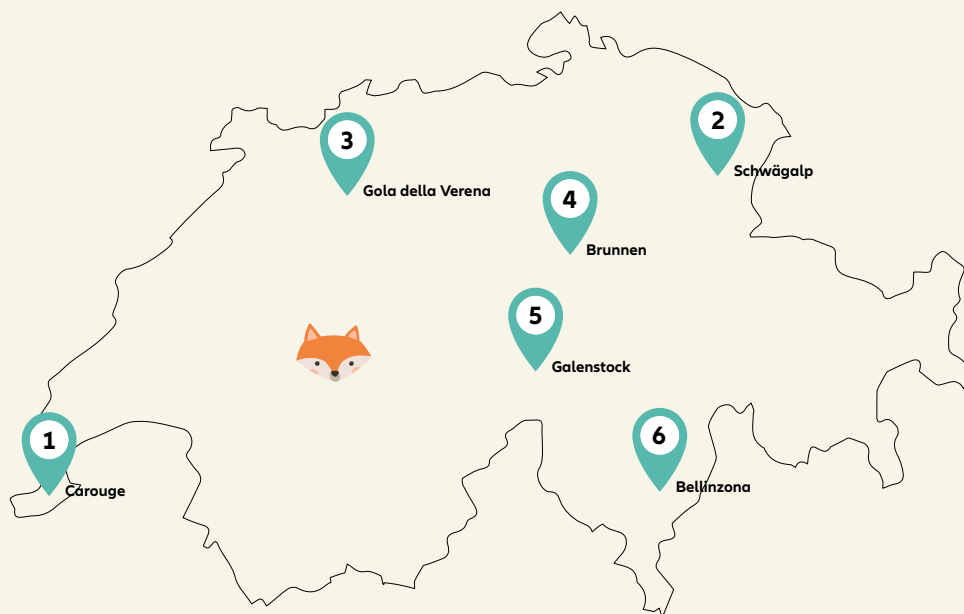 1
Carouge
2
Schwägalp
3
Gola della Verena
4
Brunnen
5
Galenstock
6
Bellinzona